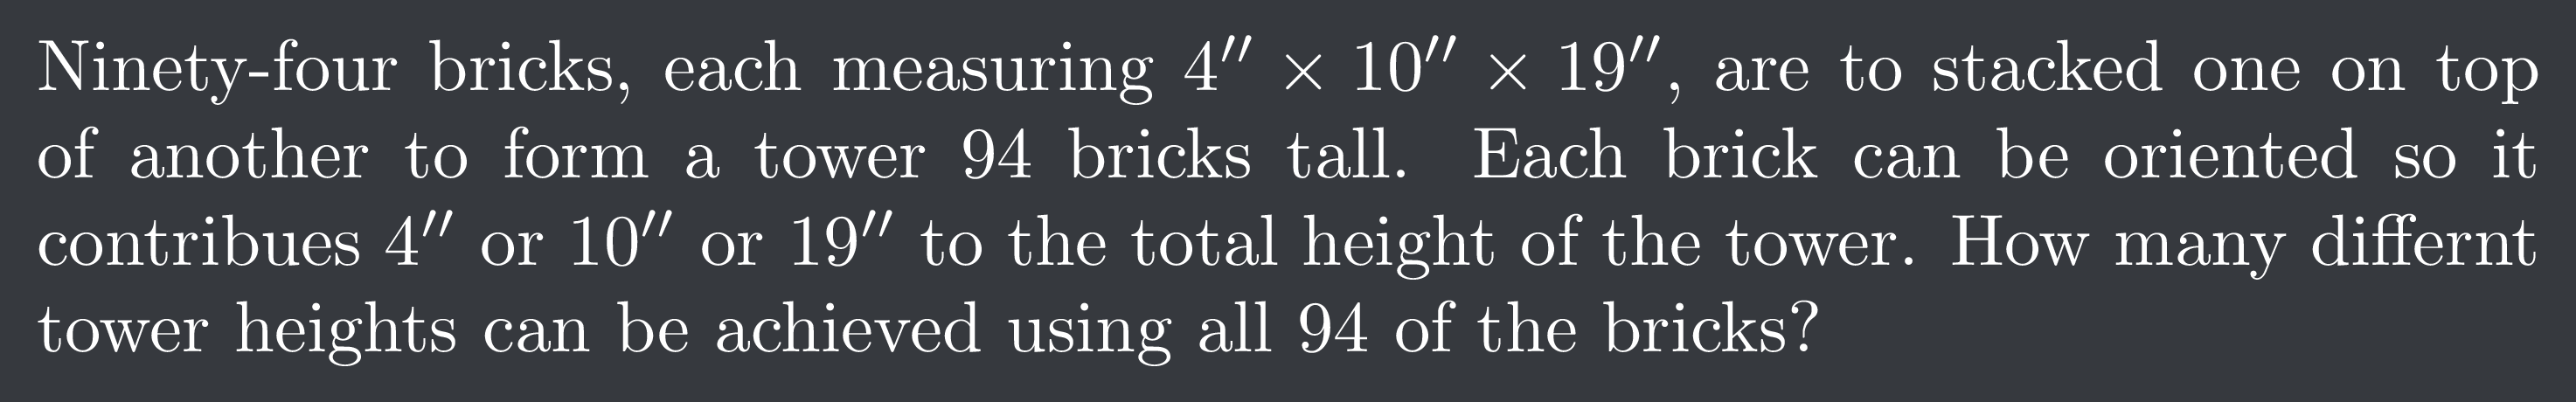 Ninety-four bricks, each measuring 4″ × 10″ × 19″, are to stacked one on top
of another to form a tower 94 bricks tall. Each brick can be oriented so it
contribues 4″ or 10″ or 19″ to the total height of the tower. How many differnt
tower heights can be achieved using all 94 of the bricks?